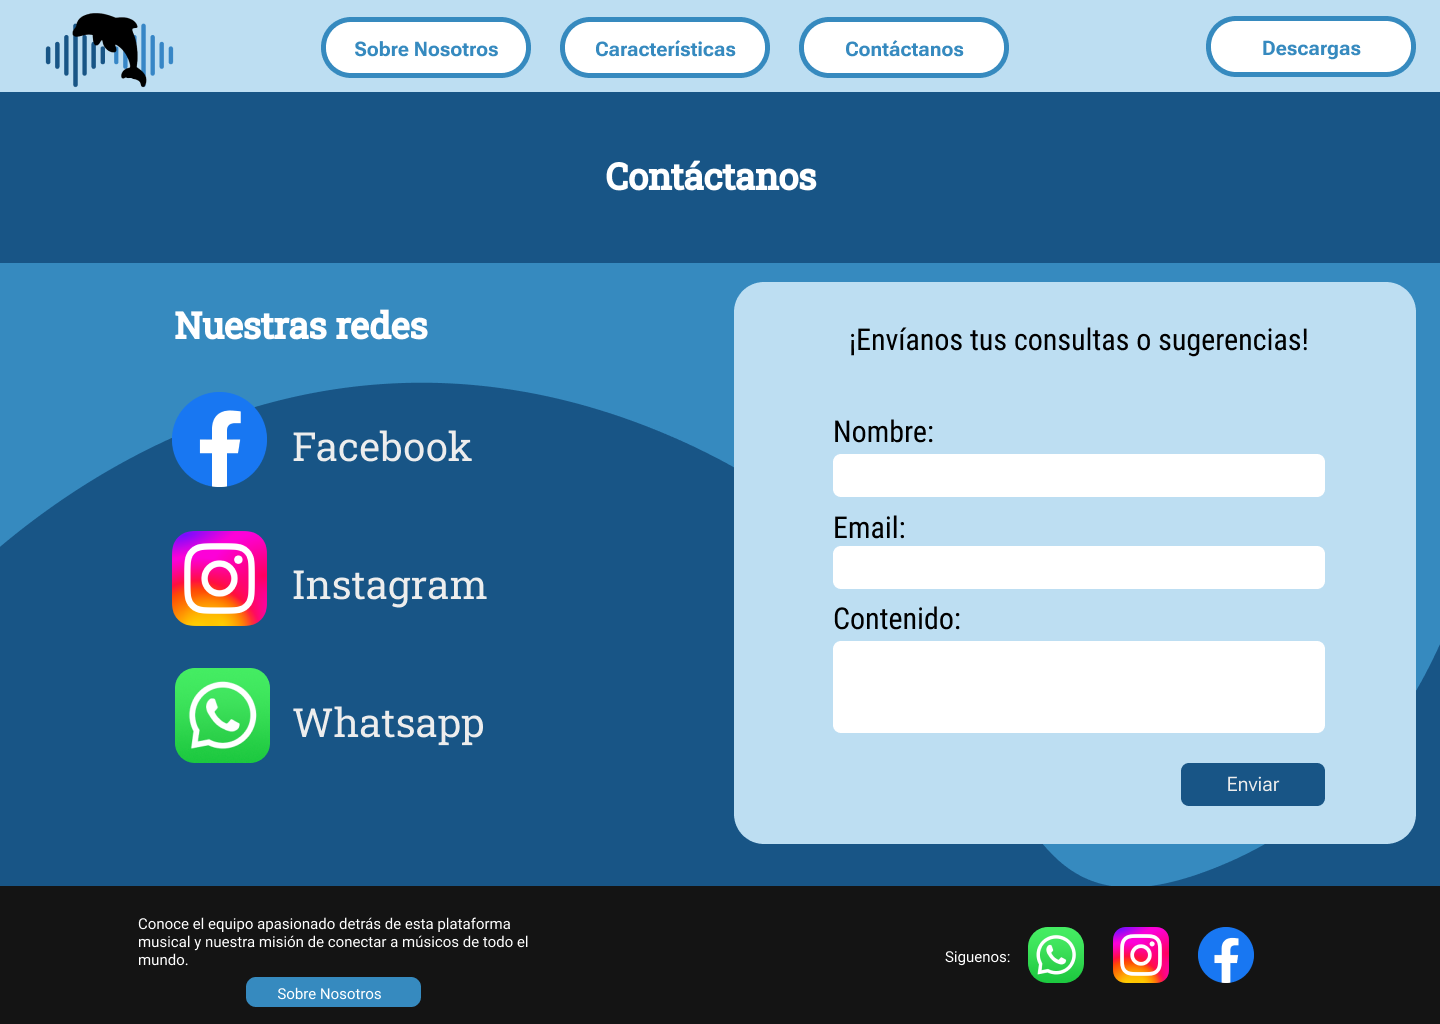 Sobre Nosotros
Características
Contáctanos
Descargas
Contáctanos
Nuestras redes
Facebook
Instagram
Whatsapp
¡Envíanos tus consultas o sugerencias!
Nombre:
Email:
Contenido:
Enviar
Conoce el equipo apasionado detrás de esta plataforma
musical y nuestra misión de conectar a músicos de todo el
mundo.
Sobre Nosotros
Siguenos: